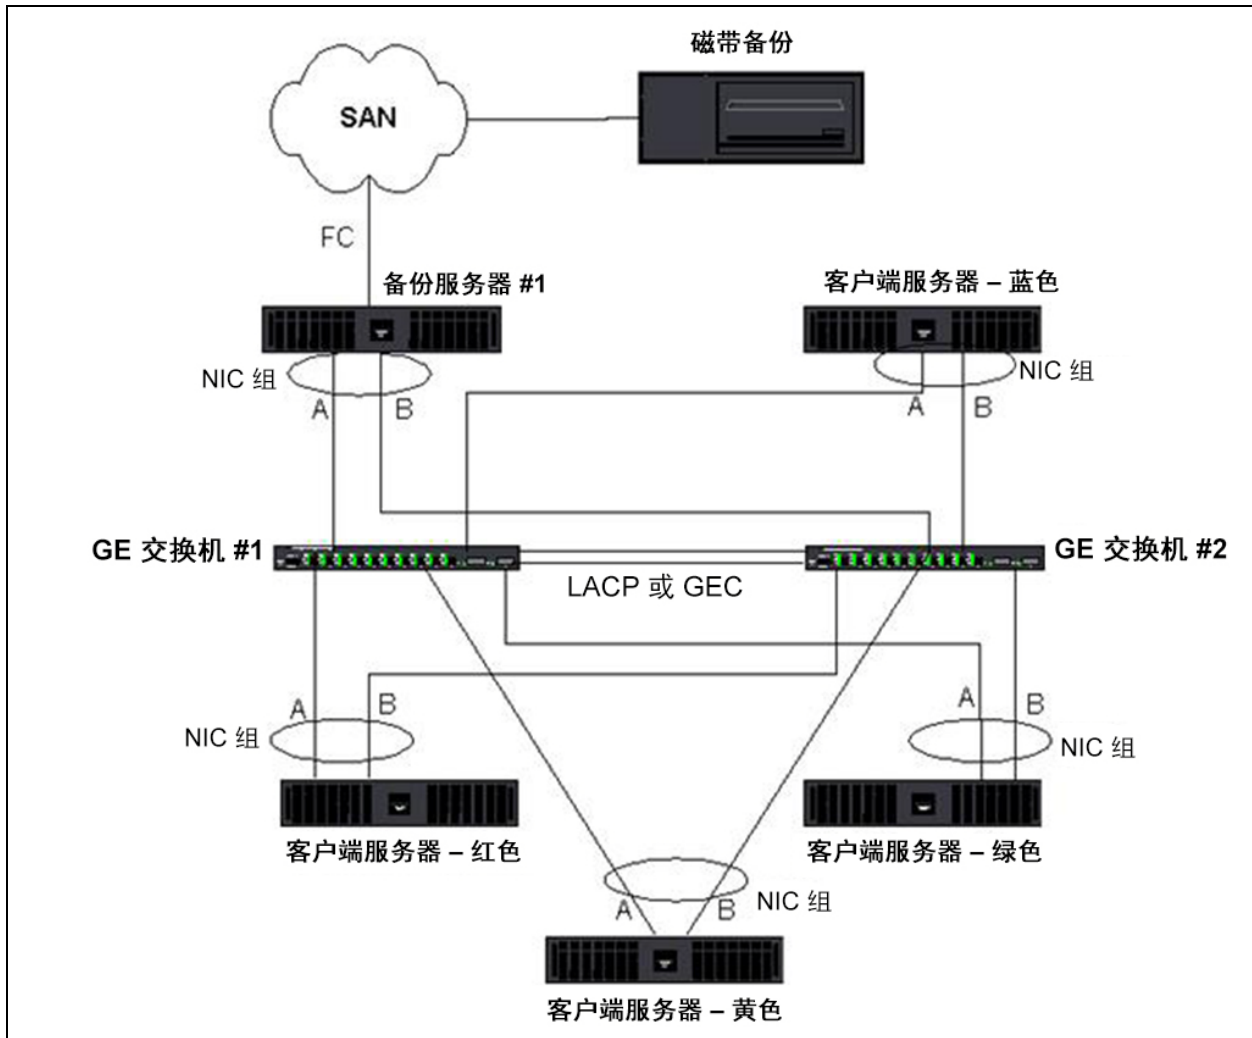 磁带备份
SAN
FC
备份服务器 #1
客户端服务器 – 蓝色
NIC 组
A
B
A
B
NIC 组
GE 交换机 #1
GE 交换机 #2
LACP 或 GEC
A
B
NIC 组
A
B
NIC 组
客户端服务器 – 红色
客户端服务器 – 绿色
A
B
NIC 组
客户端服务器 – 黄色